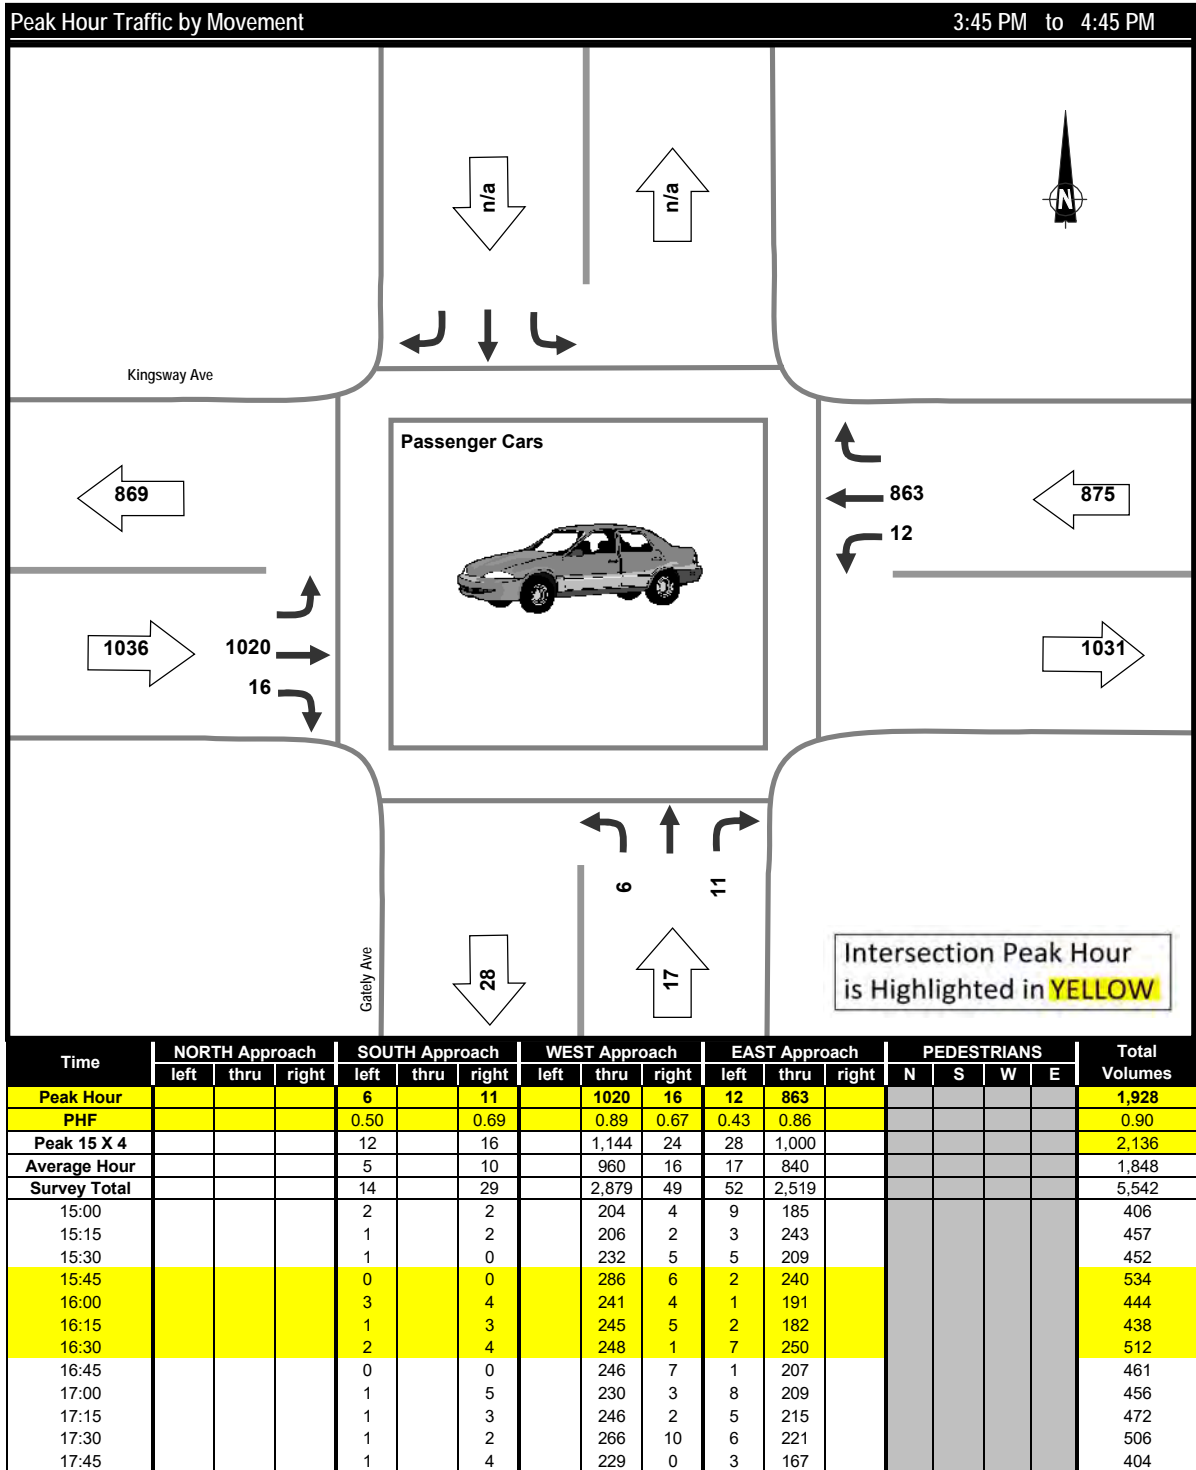 Peak Hour Traffic by Movement 3:45 PM to 4:45 PM
n/a n/a
N
Kingsway Ave
Passenger Cars
869 863 875
12
1036 1020 1031
16
6 11
Gately Ave
28 17
Intersection Peak Hour
is Highlighted in YELLOW
Time NORTH Approach SOUTH Approach WEST Approach EAST Approach PEDESTRIANS Total
left thru right left thru right left thru right left thru right N S W E Volumes
Peak Hour 6 11 1020 16 12 863 1,928
PHF 0.50 0.69 0.89 0.67 0.43 0.86 0.90
Peak 15 X 4 12 16 1,144 24 28 1,000 2,136
Average Hour 5 10 960 16 17 840 1,848
Survey Total 14 29 2,879 49 52 2,519 5,542
15:00 2 2 204 4 9 185 406
15:15 1 2 206 2 3 243 457
15:30 1 0 232 5 5 209 452
15:45 0 0 286 6 2 240 534
16:00 3 4 241 4 1 191 444
16:15 1 3 245 5 2 182 438
16:30 2 4 248 1 7 250 512
16:45 0 0 246 7 1 207 461
17:00 1 5 230 3 8 209 456
17:15 1 3 246 2 5 215 472
17:30 1 2 266 10 6 221 506
17:45 1 4 229 0 3 167 404